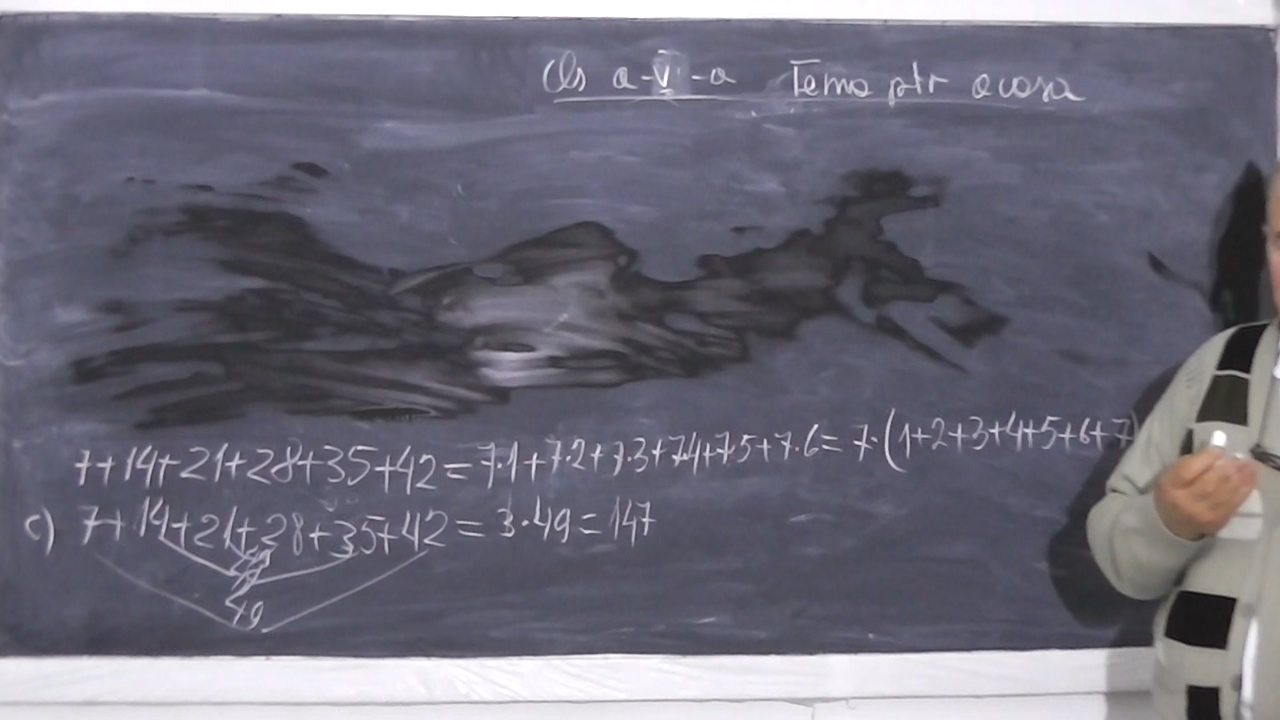 Cls a-VI-a Tema ptr acasa
7+14+21+28+35+42=7·1+7·2+7·3+7·4+7·5+7·6=7·(1+2+3+4+5+6+7)
c) 7+14+21+28+35+42=3·49=147
49
49